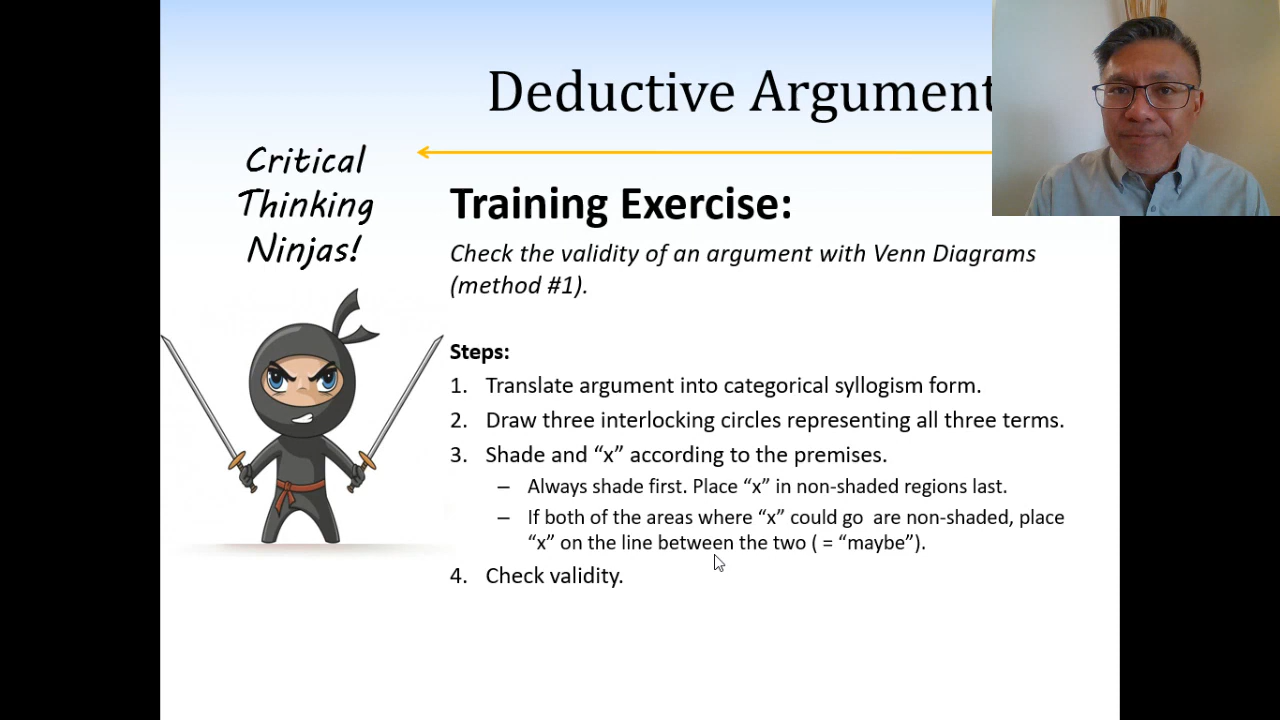 Deductive Argument
Critical
Thinking
Ninjas!
Training Exercise:
Check the validity of an argument with Venn Diagrams
(method #1).
Steps:
1. Translate argument into categorical syllogism form.
2. Draw three interlocking circles representing all three terms.
3. Shade and “x” according to the premises.
– Always shade first. Place “x” in non-shaded regions last.
– If both of the areas where “x” could go are non-shaded, place
“x” on the line between the two ( = “maybe”).
4. Check validity.